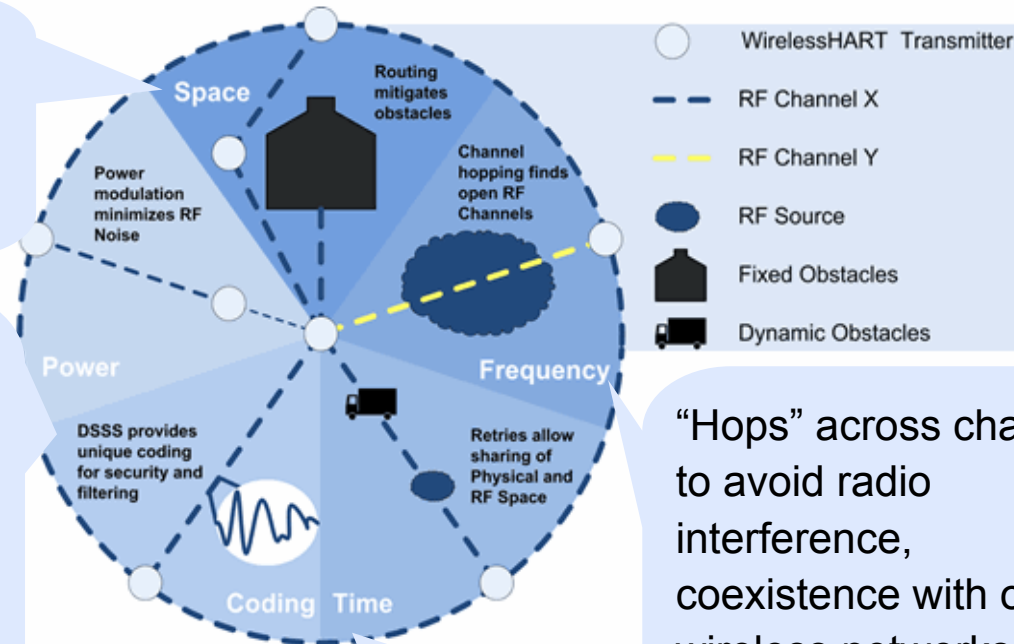 Space
Routing
mitigates
obstacles
Power
modulation
minimizes RF
Noise
Channel
hopping finds
open RF
Channels
Power
Frequency
DSSS provides
unique coding
for security and
filtering
Retries allow
sharing of
Physical and
RF Space
Coding
Time
WirelessHART Transmitter
RF Channel X
RF Channel Y
RF Source
Fixed Obstacles
Dynamic Obstacles
“Hops” across
to avoid radio
interference,
coexistence with